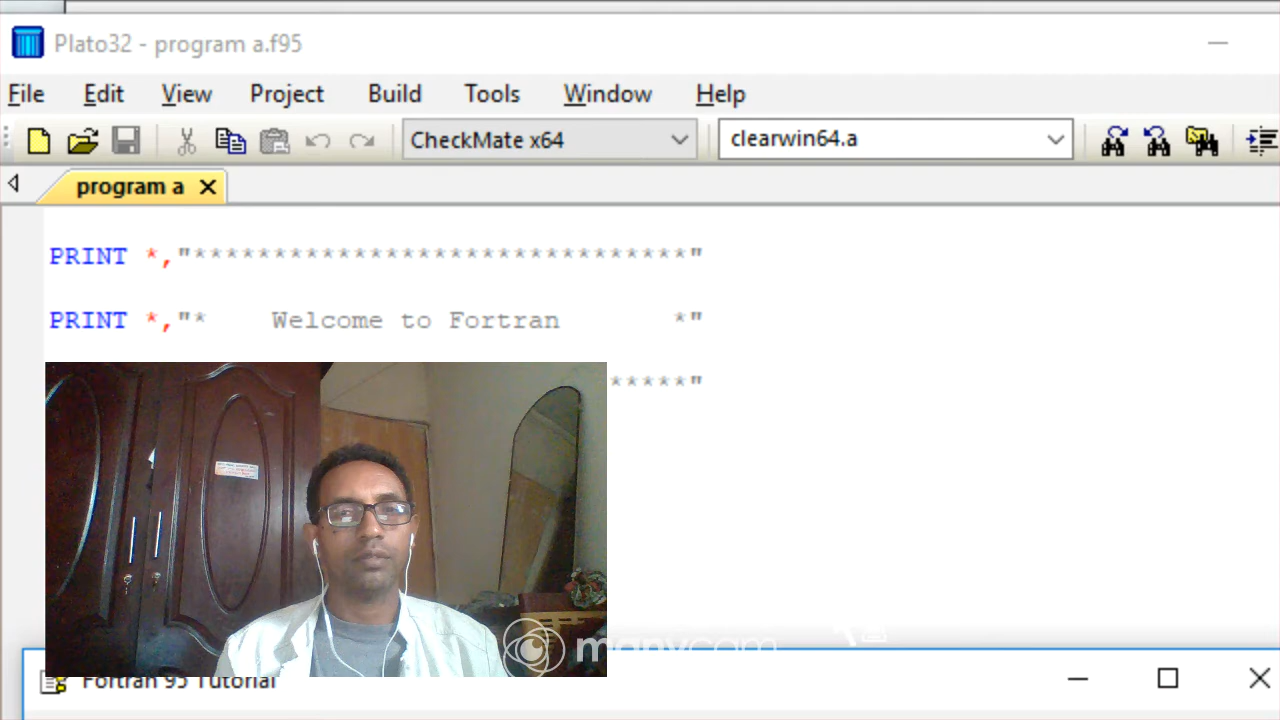 Plato32 - program a.f95
File Edit View Project Build Tools Window Help
CheckMate x64 clearwin64.a
program a
PRINT *,"*******************************"
PRINT *,"* Welcome to Fortran *"
*****"
manycam
Fortran 95 Tutorial